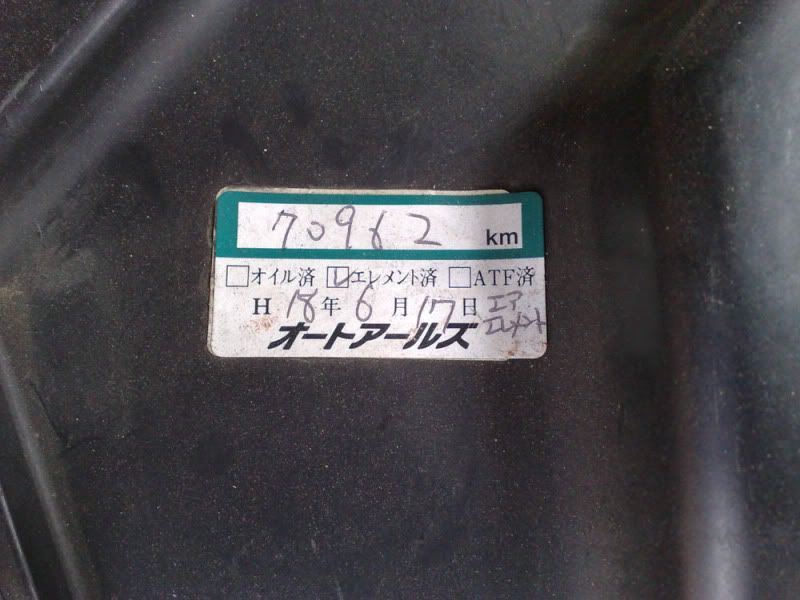 70962 km
□オイル済 ☑エレメント済 □ATF済
H 18年 6月 17日 エア
エレメント
オートアールズ